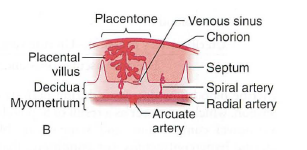 Placentone
Venous sinus
Chorion
Placental
villus
Septum
Decidua
Spiral artery
Myometrium
Radial artery
Arcuate
artery
B